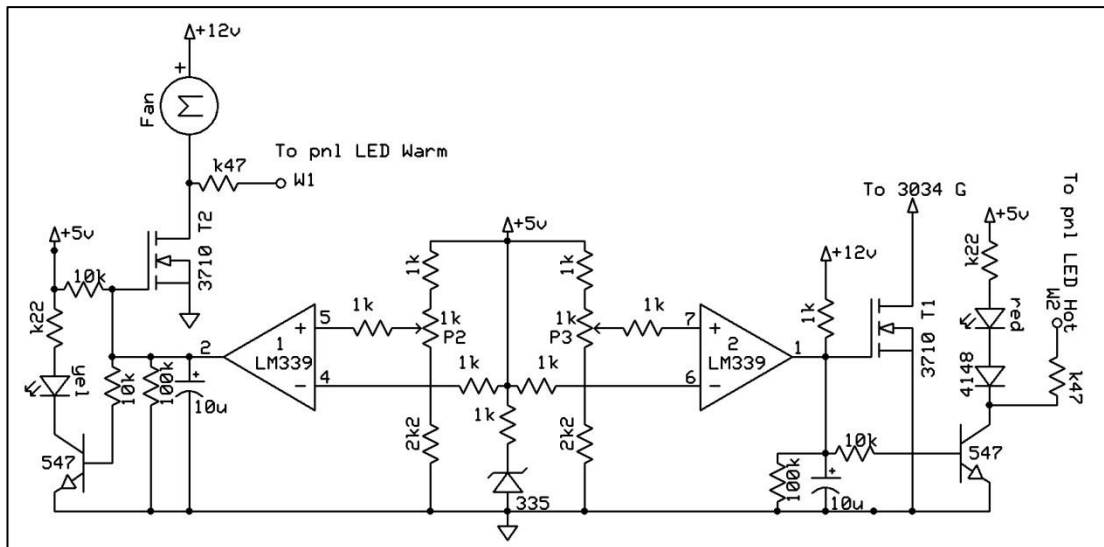 +12v
+
Fan
k47
To pnl LED Warm
W1
T2
3710
+5v
10k
k22
yel
547
10k
100k
+
10u
2
1
LM339
+
-
5
4
1k
1k
P2
1k
2k2
1k
+5v
1k
335
1k
1k
1k
P3
2k2
1k
7
6
+
-
2
LM339
1
+12v
1k
To 3034 G
3710 T1
100k
+
10u
10k
547
+5v
k22
red
4148
To pnl LED Hot
W2
k47